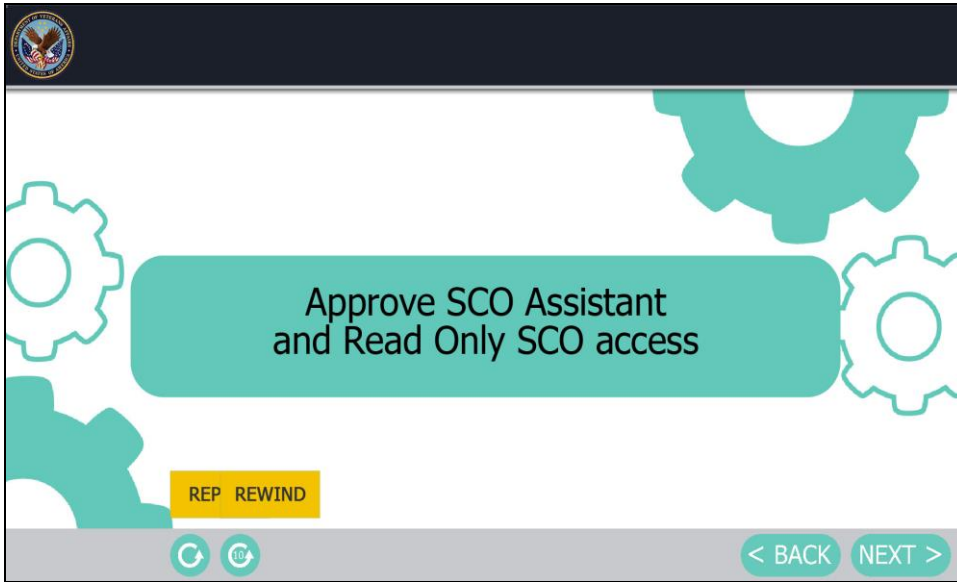 Approve SCO Assistant
and Read Only SCO access
REP REWIND
10
< BACK NEXT >